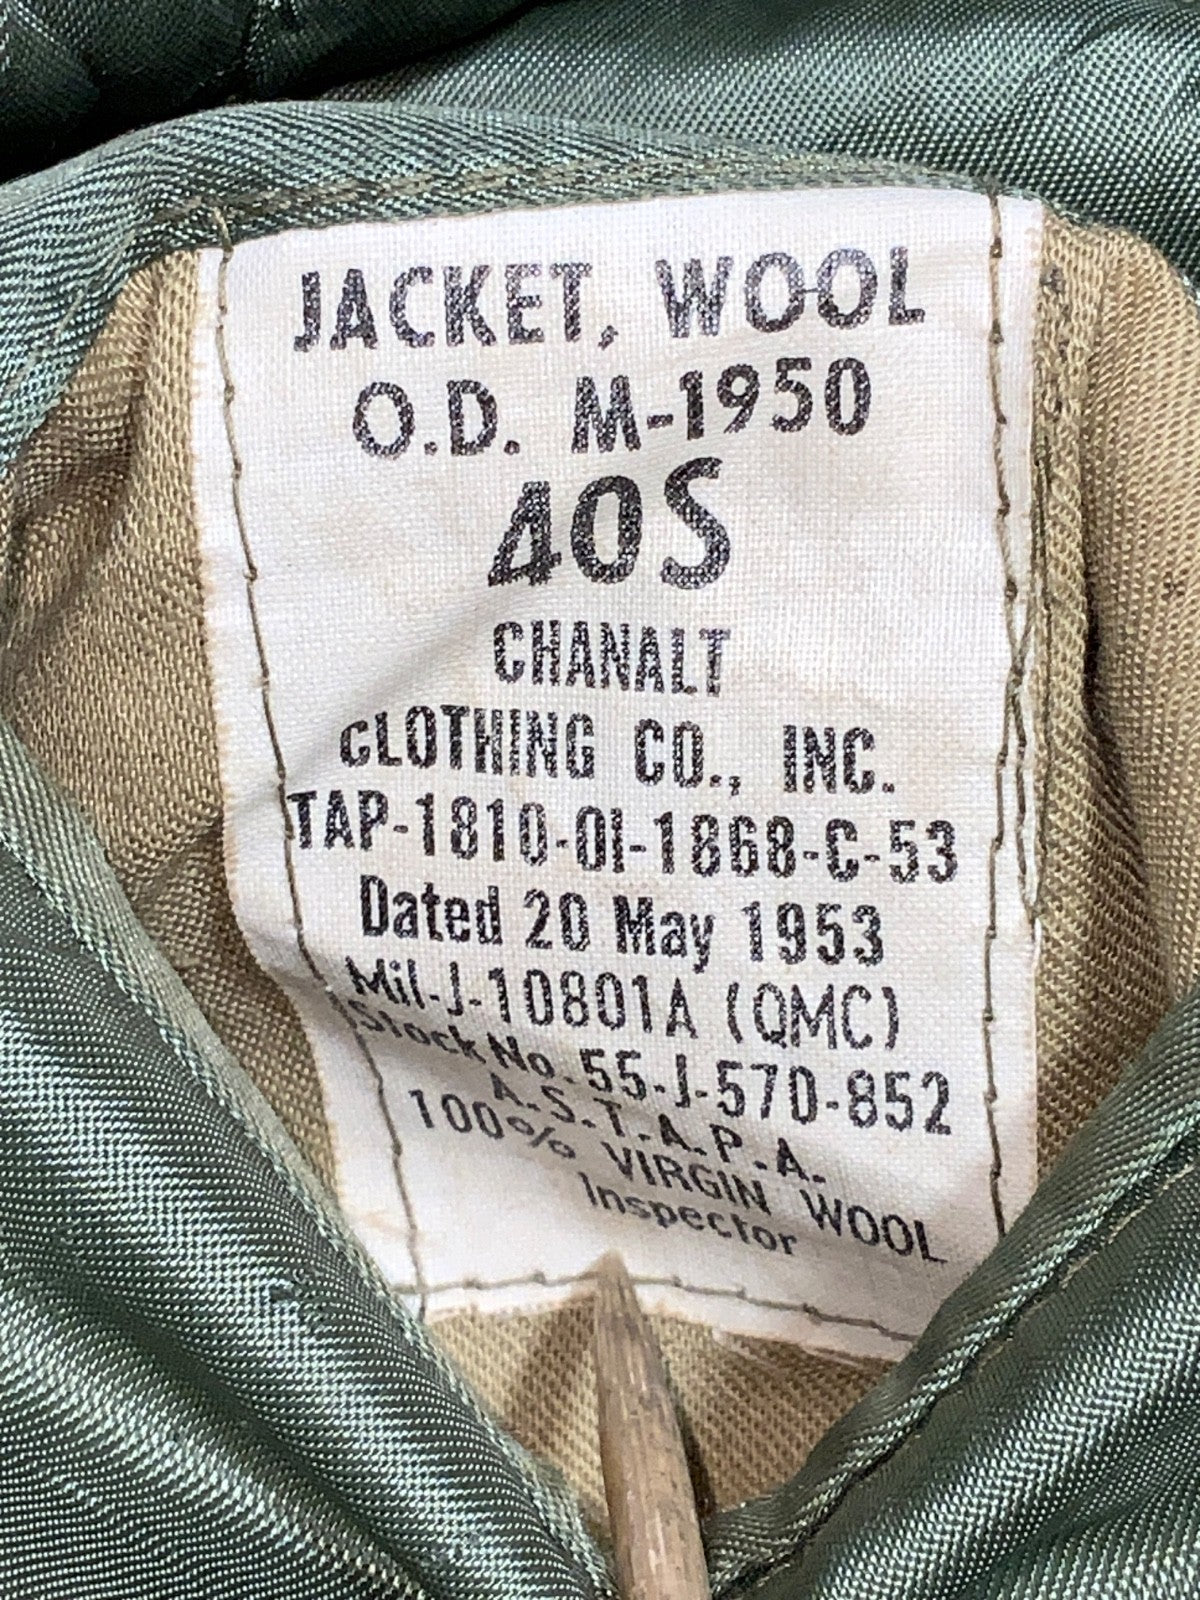 JACKET, WOOL
O.D. M-1950
40S
CHANALT
cLOTHING CO., INC.
TAP-1810-OI-1868-C-53
Dated 20 May 1953
Mil-J-10801A (QMC)
Stock No. 55-J-570-852
A.S.T.A.P.A.
100% VIRGIN WOOL
Inspector